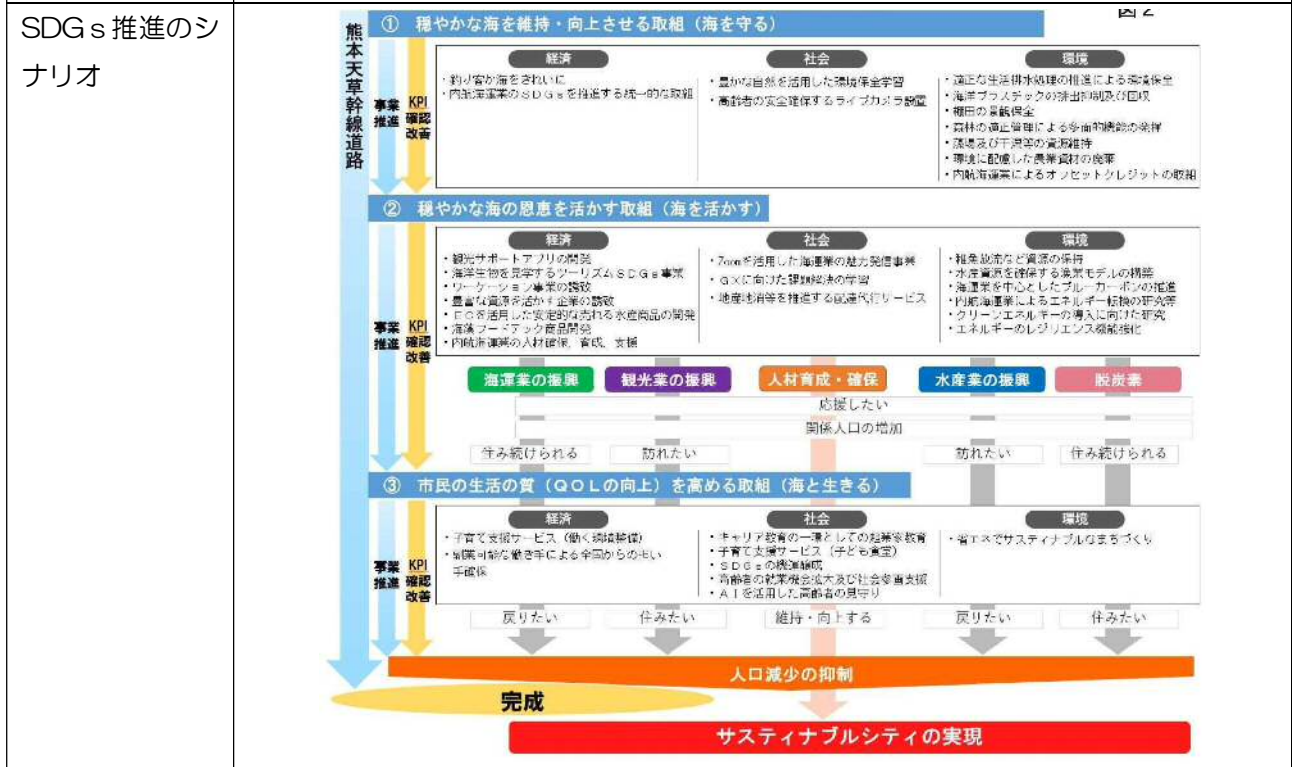 SDGs推進のシ
ナリオ
図2
熊本天草幹線道路
① 穏やかな海を維持・向上させる取組（海を守る）
事業
推進
KPI
確認
改善
経済
・釣り客が海をきれいに
・内航海運業のSDGsを推進する統一的な取組
社会
・豊かな自然を活用した環境保全学習
・高齢者の安全確保するライブカメラ設置
環境
・適正な生活排水処理の推進による環境保全
・海洋プラスチックの排出抑制及び回収
・棚田の景観保全
・森林の適正管理による多面的機能の発揮
・藻場及び干潟等の資源維持
・環境に配慮した農業資材の廃棄
・内航海運業によるオフセットクレジットの取組
② 穏やかな海の恩恵を活かす取組（海を活かす）
事業
推進
KPI
確認
改善
経済
・観光サポートアプリの開発
・海洋生物を見学するツーリズムSDGs事業
・ワーケーション事業の誘致
・豊富な資源を活かす企業の誘致
・ECを活用した安定的な売れる水産商品の開発
・海藻フードテック商品開発
・内航海運業の人材確保、育成、支援
社会
・Zoomを活用した海運業の魅力発信事業
・GXに向けた課題解決の学習
・地産地消等を推進する配達代行サービス
環境
・稚魚放流など資源の保持
・水産資源を確保する漁業モデルの構築
・海運業を中心としたブルーカーボンの推進
・内航海運業によるエネルギー転換の研究等
・クリーンエネルギーの導入に向けた研究
・エネルギーのレジリエンス機能強化
海運業の振興
観光業の振興
人材育成・確保
水産業の振興
脱炭素
応援したい
関係人口の増加
住み続けられる
訪れたい
訪れたい
住み続けられる
③ 市民の生活の質（QOLの向上）を高める取組（海と生きる）
事業
推進
KPI
確認
改善
経済
・子育て支援サービス（働く環境整備）
・副業可能な働き手による全国からの担い
手確保
社会
・キャリア教育の一環としての起業家教育
・子育て支援サービス（子ども食堂）
・SDGsの機運醸成
・高齢者の就業機会拡大及び社会参画支援
・AIを活用した高齢者の見守り
環境
・省エネでサスティナブルなまちづくり
戻りたい
住みたい
維持・向上する
戻りたい
住みたい
人口減少の抑制
完成
サスティナブルシティの実現